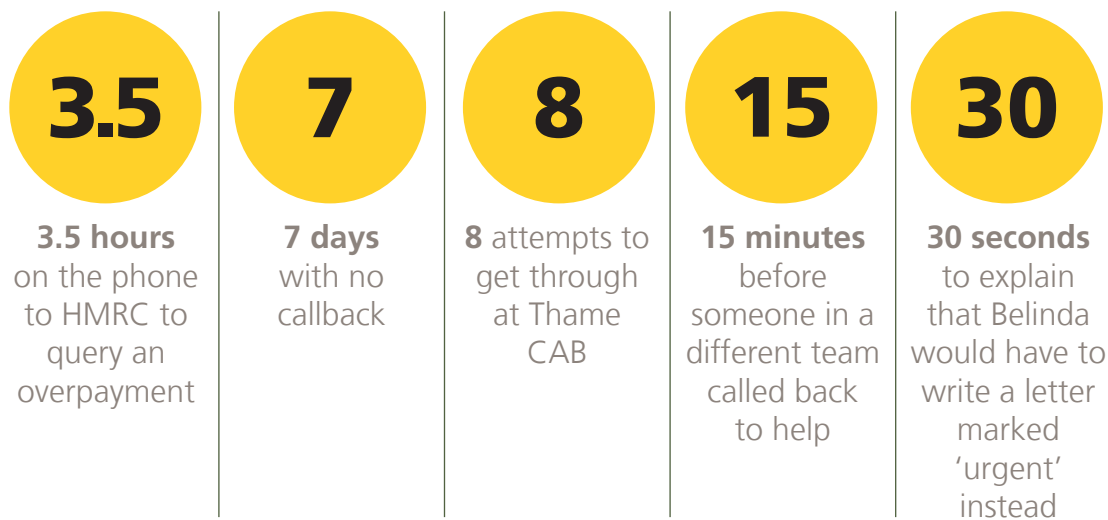 3.5
3.5 hours
on the phone
to HMRC to
query an
overpayment
7
7 days
with no
callback
8
8 attempts to
get through
at Thame
CAB
15
15 minutes
before
someone in a
different team
called back
to help
30
30 seconds
to explain
that Belinda
would have to
write a letter
marked
‘urgent’
instead